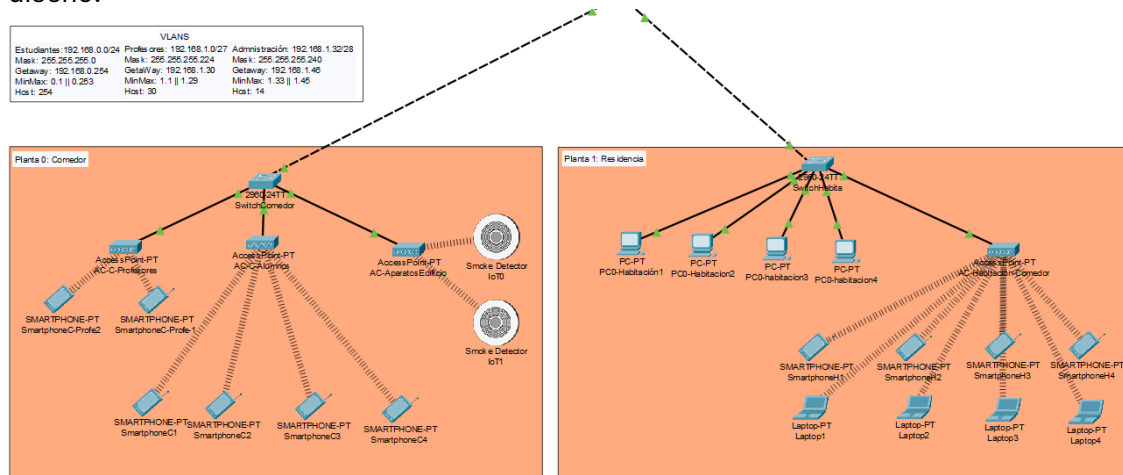 diseño.
VLANS
Estudiantes:192.168.0.0/24 Profesores: 192.168.1.0/27 Admnistración: 192.168.1.32/28
Mask: 255.255.255.0 Mask: 255.255.255.224 Mask: 255.255.255.240
Getaway: 192.168.0.254 GetaWay: 192.168.1.30 Getaway: 192.168.1.46
MinMax: 0.1 || 0.253 MinMax: 1.1 || 1.29 MinMax: 1.33 || 1.45
Host: 254 Host: 30 Host: 14
Planta 0: Comedor
Planta 1: Residencia
2960-24TT
SwitchComedor
2960-24TT
SwitchHabita
AccessPoint-PT
AC-C-Profesores
AccessPoint-PT
AC-C-Alumnos
AccessPoint-PT
AC-AparatosEdificio
Smoke Detector
IoT0
Smoke Detector
IoT1
SMARTPHONE-PT
SmartphoneC-Profe2
SMARTPHONE-PT
SmartphoneC-Profe-1
SMARTPHONE-PT
SmartphoneC1
SMARTPHONE-PT
SmartphoneC2
SMARTPHONE-PT
SmartphoneC3
SMARTPHONE-PT
SmartphoneC4
PC-PT
PC0-Habitación1
PC-PT
PC0-Habitacion2
PC-PT
PC0-habitacion3
PC-PT
PC0-habitacion4
AccessPoint-PT
AC-Habitacion-Comedor
SMARTPHONE-PT
SmartphoneH1
SMARTPHONE-PT
SmartphoneH2
SMARTPHONE-PT
SmartphoneH3
SMARTPHONE-PT
SmartphoneH4
Laptop-PT
Laptop1
Laptop-PT
Laptop2
Laptop-PT
Laptop3
Laptop-PT
Laptop4